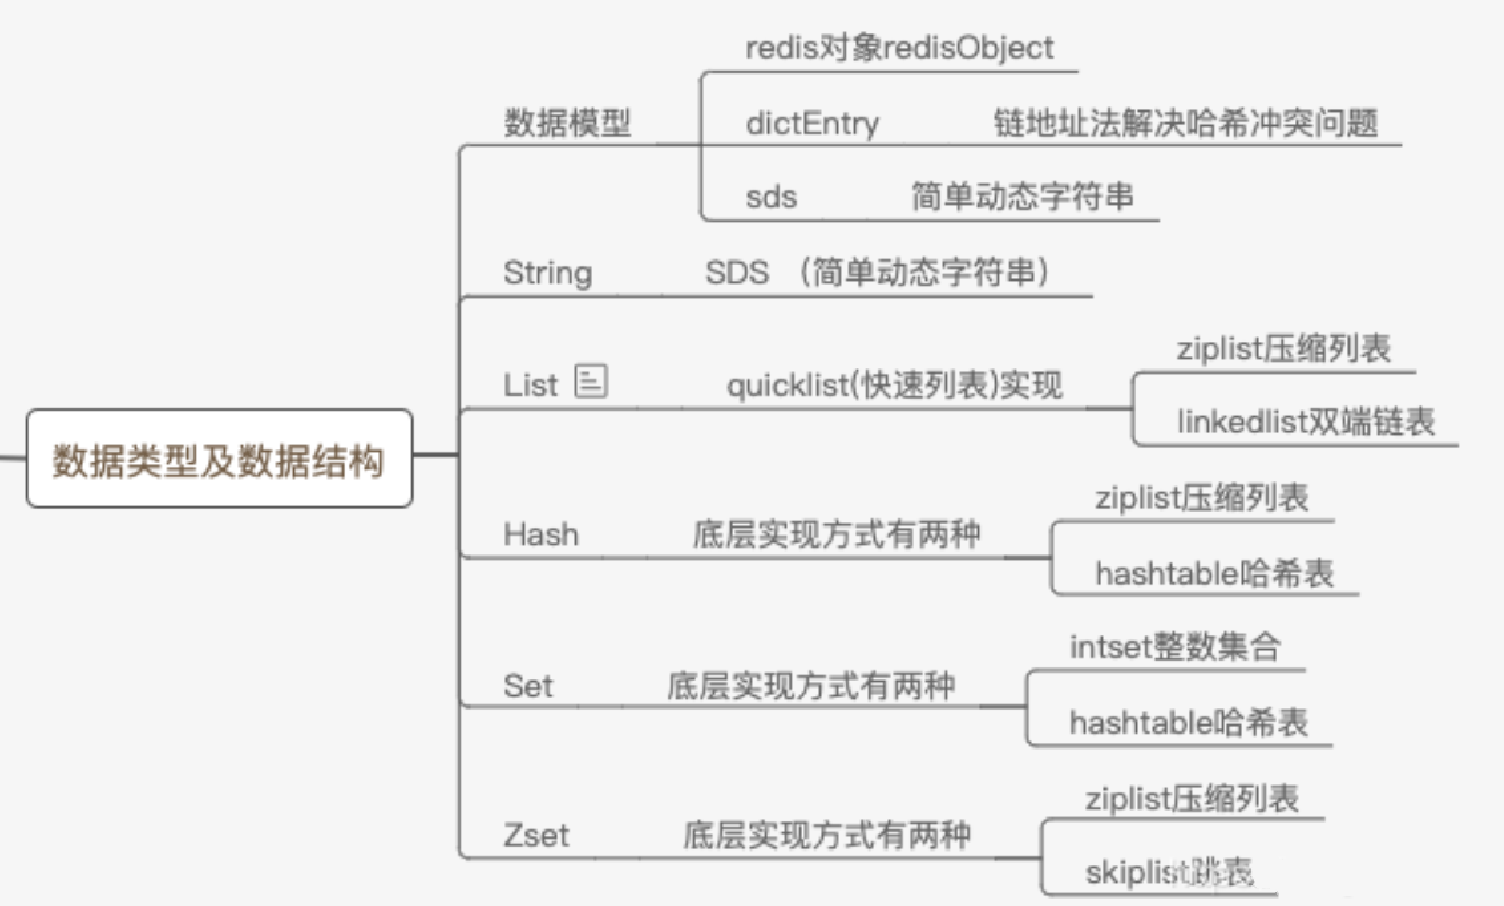 数据类型及数据结构
数据模型
redis对象redisObject
dictEntry 链地址法解决哈希冲突问题
sds 简单动态字符串
String SDS （简单动态字符串）
List quicklist(快速列表)实现
ziplist压缩列表
linkedlist双端链表
Hash 底层实现方式有两种
ziplist压缩列表
hashtable哈希表
Set 底层实现方式有两种
intset整数集合
hashtable哈希表
Zset 底层实现方式有两种
ziplist压缩列表
skiplist跳表